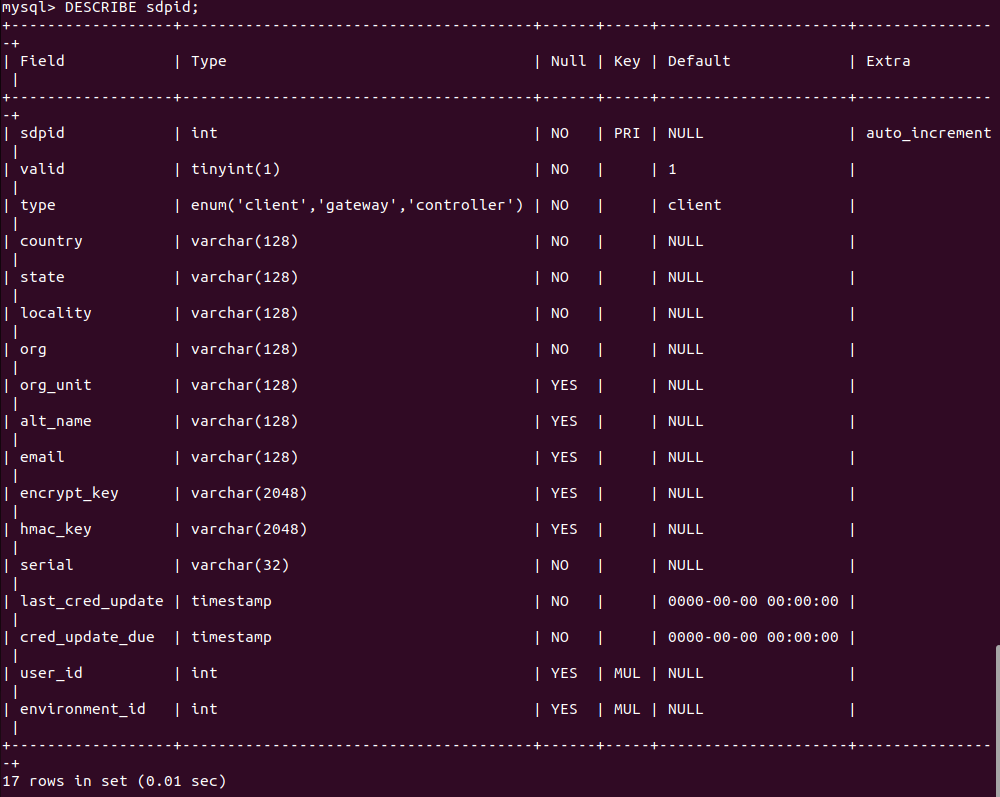 mysql> DESCRIBE sdpid;
+------------------+---------------------------------------+------+-----+---------------------+---------------
-+
| Field            | Type                                  | Null | Key | Default             | Extra
 |
+------------------+---------------------------------------+------+-----+---------------------+---------------
-+
| sdpid            | int                                   | NO   | PRI | NULL                | auto_increment
 |
| valid            | tinyint(1)                            | NO   |     | 1                   |
 |
| type             | enum('client','gateway','controller') | NO   |     | client              |
 |
| country          | varchar(128)                          | NO   |     | NULL                |
 |
| state            | varchar(128)                          | NO   |     | NULL                |
 |
| locality         | varchar(128)                          | NO   |     | NULL                |
 |
| org              | varchar(128)                          | NO   |     | NULL                |
 |
| org_unit         | varchar(128)                          | YES  |     | NULL                |
 |
| alt_name         | varchar(128)                          | YES  |     | NULL                |
 |
| email            | varchar(128)                          | YES  |     | NULL                |
 |
| encrypt_key      | varchar(2048)                         | YES  |     | NULL                |
 |
| hmac_key         | varchar(2048)                         | YES  |     | NULL                |
 |
| serial           | varchar(32)                           | NO   |     | NULL                |
 |
| last_cred_update | timestamp                             | NO   |     | 0000-00-00 00:00:00 |
 |
| cred_update_due  | timestamp                             | NO   |     | 0000-00-00 00:00:00 |
 |
| user_id          | int                                   | YES  | MUL | NULL                |
 |
| environment_id   | int                                   | YES  | MUL | NULL                |
 |
+------------------+---------------------------------------+------+-----+---------------------+---------------
-+
17 rows in set (0.01 sec)